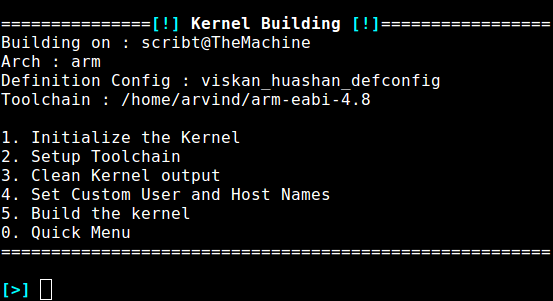 ===============[!] Kernel Building [!]=================
Building on : scribt@TheMachine
Arch : arm
Definition Config : viskan_huashan_defconfig
Toolchain : /home/arvind/arm-eabi-4.8
1. Initialize the Kernel
2. Setup Toolchain
3. Clean Kernel output
4. Set Custom User and Host Names
5. Build the kernel
0. Quick Menu
=======================================================
[>]